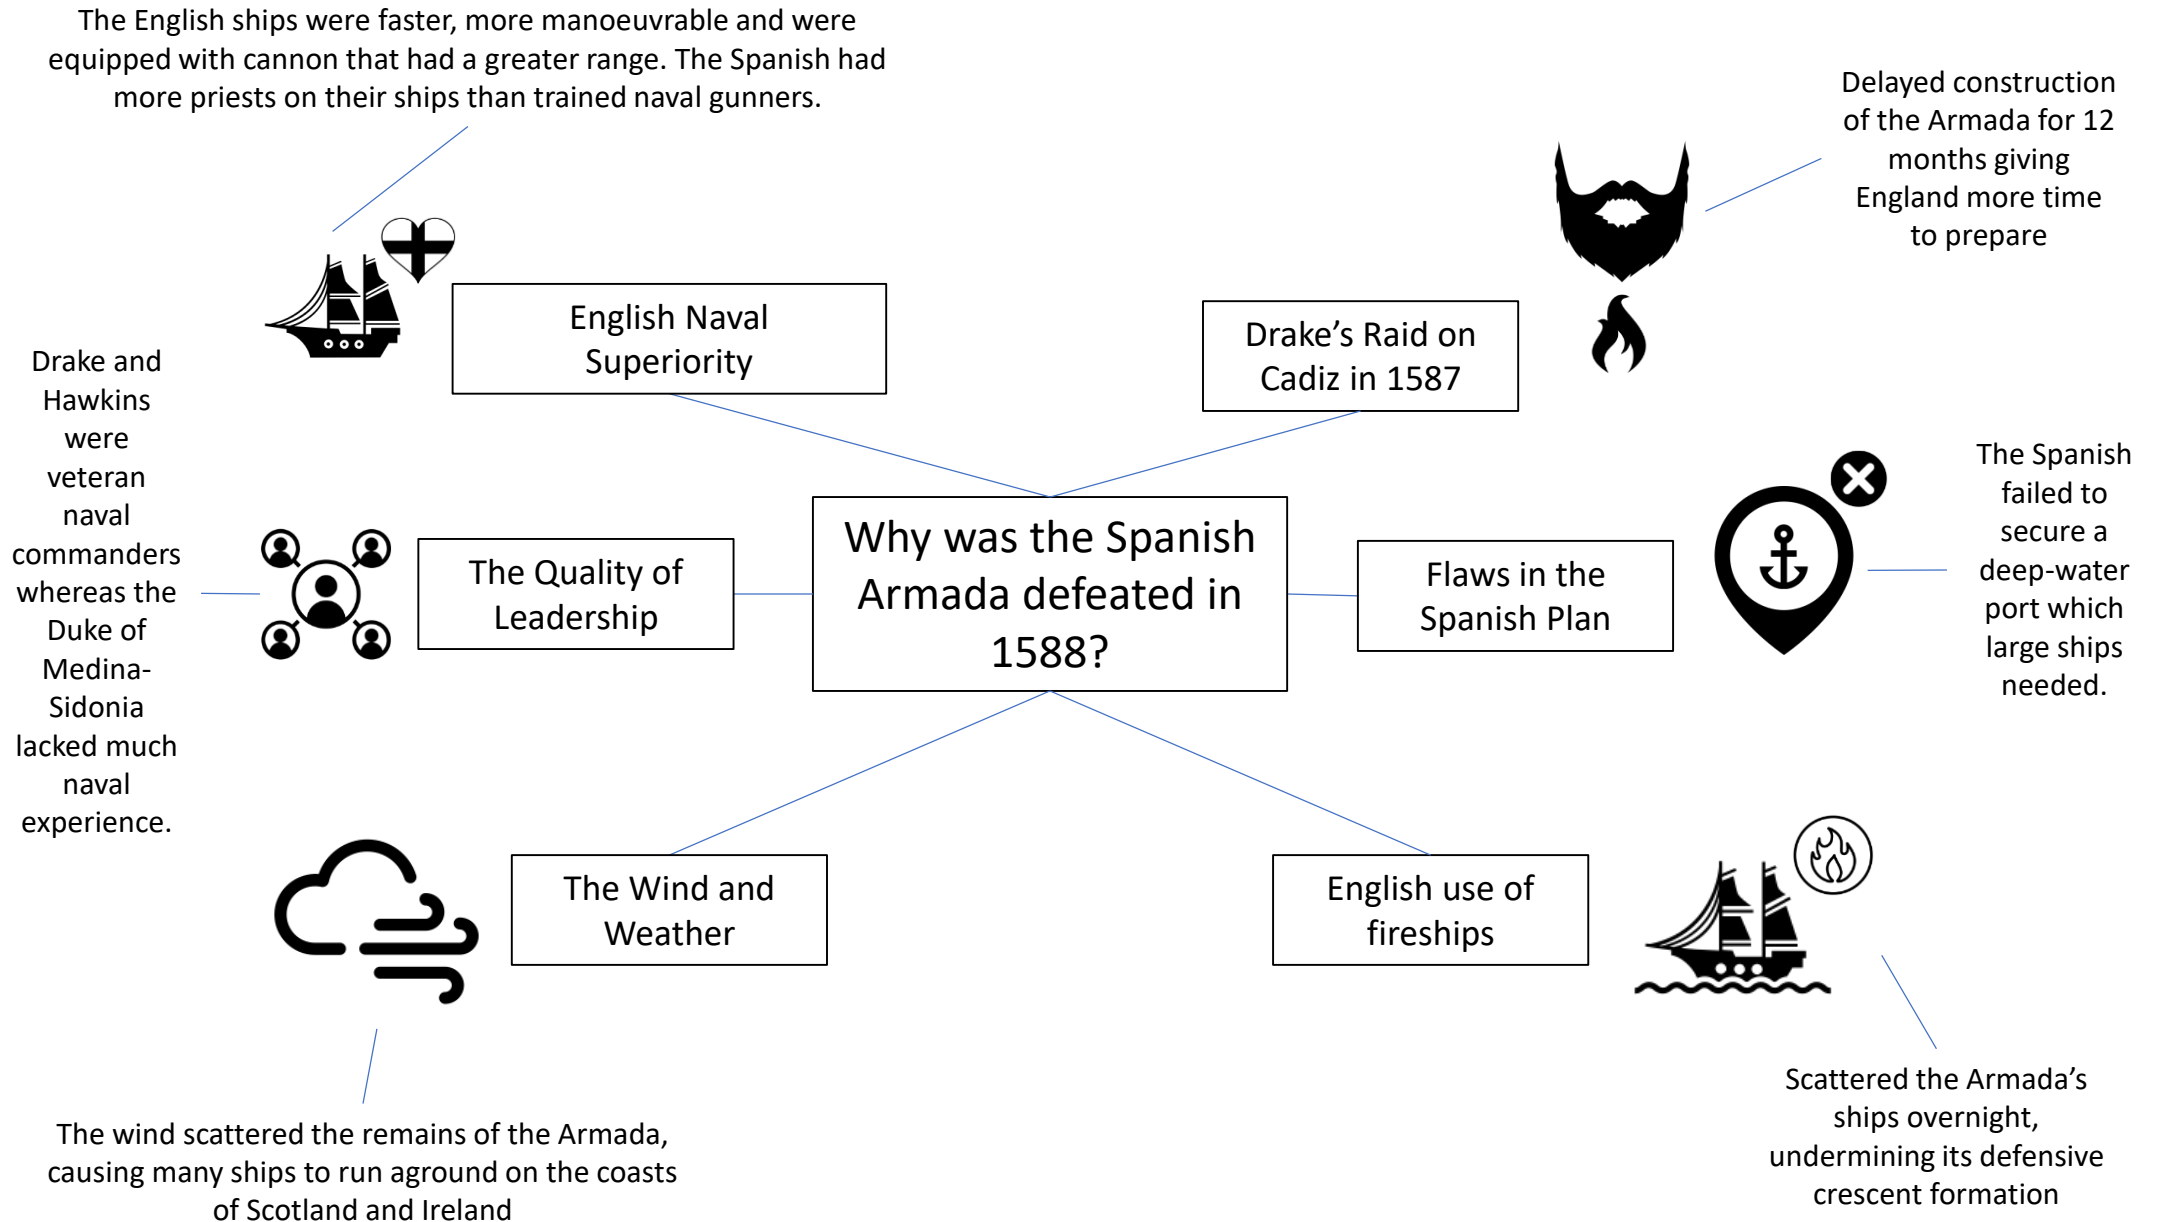 The English ships were faster, more manoeuvrable and were
equipped with cannon that had a greater range. The Spanish had
more priests on their ships than trained naval gunners.
Delayed construction
of the Armada for 12
months giving
England more time
to prepare
English Naval
Superiority
Drake’s Raid on
Cadiz in 1587
Drake and
Hawkins
were
veteran
naval
commanders
whereas the
Duke of
Medina-
Sidonia
lacked much
naval
experience.
The Quality of
Leadership
Why was the Spanish
Armada defeated in
1588?
Flaws in the
Spanish Plan
The Spanish
failed to
secure a
deep-water
port which
large ships
needed.
The Wind and
Weather
English use of
fireships
The wind scattered the remains of the Armada,
causing many ships to run aground on the coasts
of Scotland and Ireland
Scattered the Armada’s
ships overnight,
undermining its defensive
crescent formation